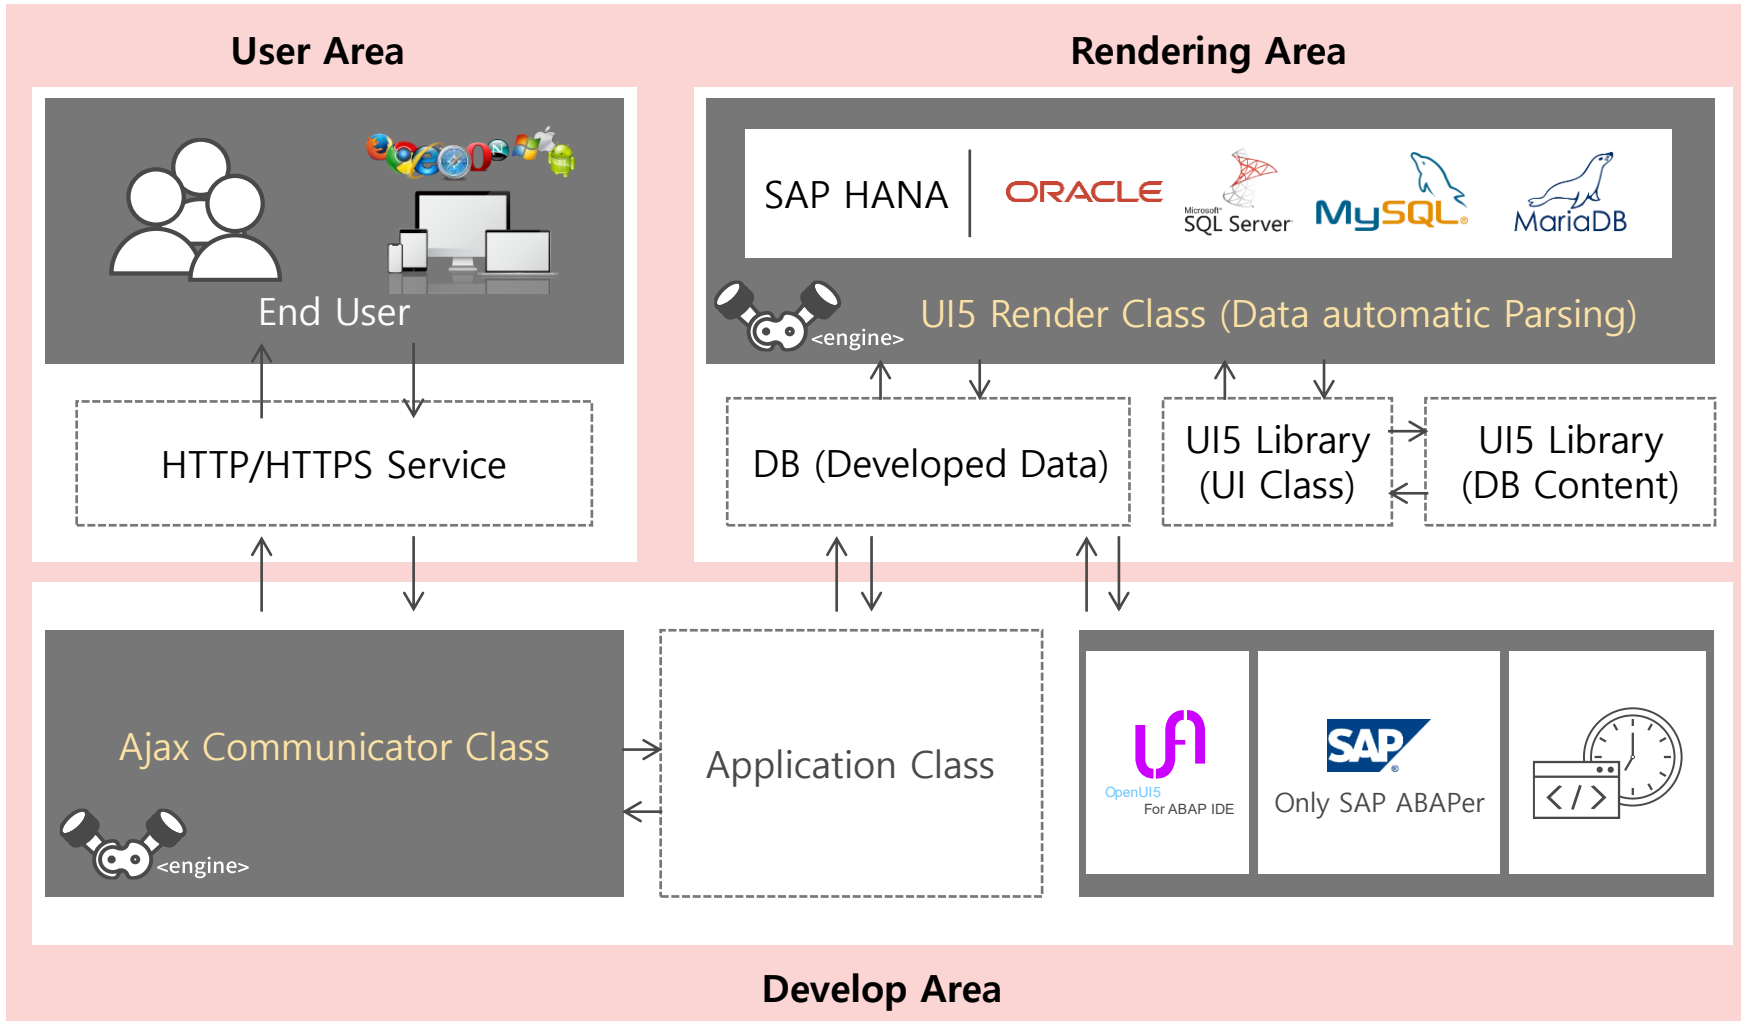 User Area
Rendering Area
End User
SAP HANA
ORACLE
Microsoft®
SQL Server
MySQL®
MariaDB
<engine>
UI5 Render Class (Data automatic Parsing)
HTTP/HTTPS Service
DB (Developed Data)
UI5 Library
(UI Class)
UI5 Library
(DB Content)
Ajax Communicator Class
<engine>
Application Class
OpenUI5
For ABAP IDE
SAP®
Only SAP ABAPer
</>
Develop Area